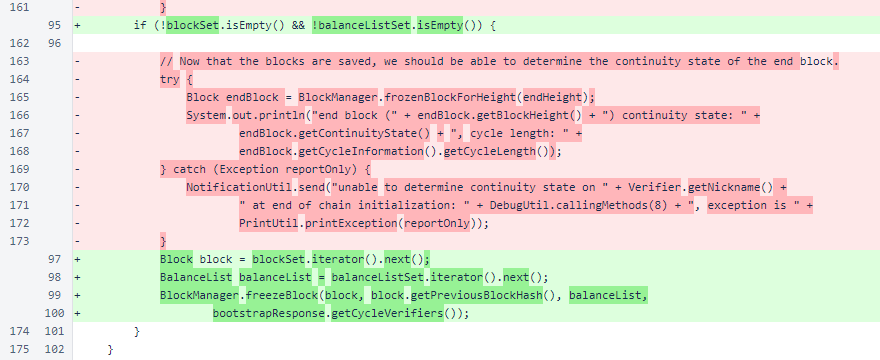 161 - }
95 + if (!blockSet.isEmpty() && !balanceListSet.isEmpty()) {
162 96
163 - // Now that the blocks are saved, we should be able to determine the continuity state of the end block.
164 - try {
165 - Block endBlock = BlockManager.frozenBlockForHeight(endHeight);
166 - System.out.println("end block (" + endBlock.getBlockHeight() + ") continuity state: " +
167 - endBlock.getContinuityState() + ", cycle length: " +
168 - endBlock.getCycleInformation().getCycleLength());
169 - } catch (Exception reportOnly) {
170 - NotificationUtil.send("unable to determine continuity state on " + Verifier.getNickname() +
171 - " at end of chain initialization: " + DebugUtil.callingMethods(8) + ", exception is " +
172 - PrintUtil.printException(reportOnly));
173 - }
97 + Block block = blockSet.iterator().next();
98 + BalanceList balanceList = balanceListSet.iterator().next();
99 + BlockManager.freezeBlock(block, block.getPreviousBlockHash(), balanceList,
100 + bootstrapResponse.getCycleVerifiers());
174 101 }
175 102 }